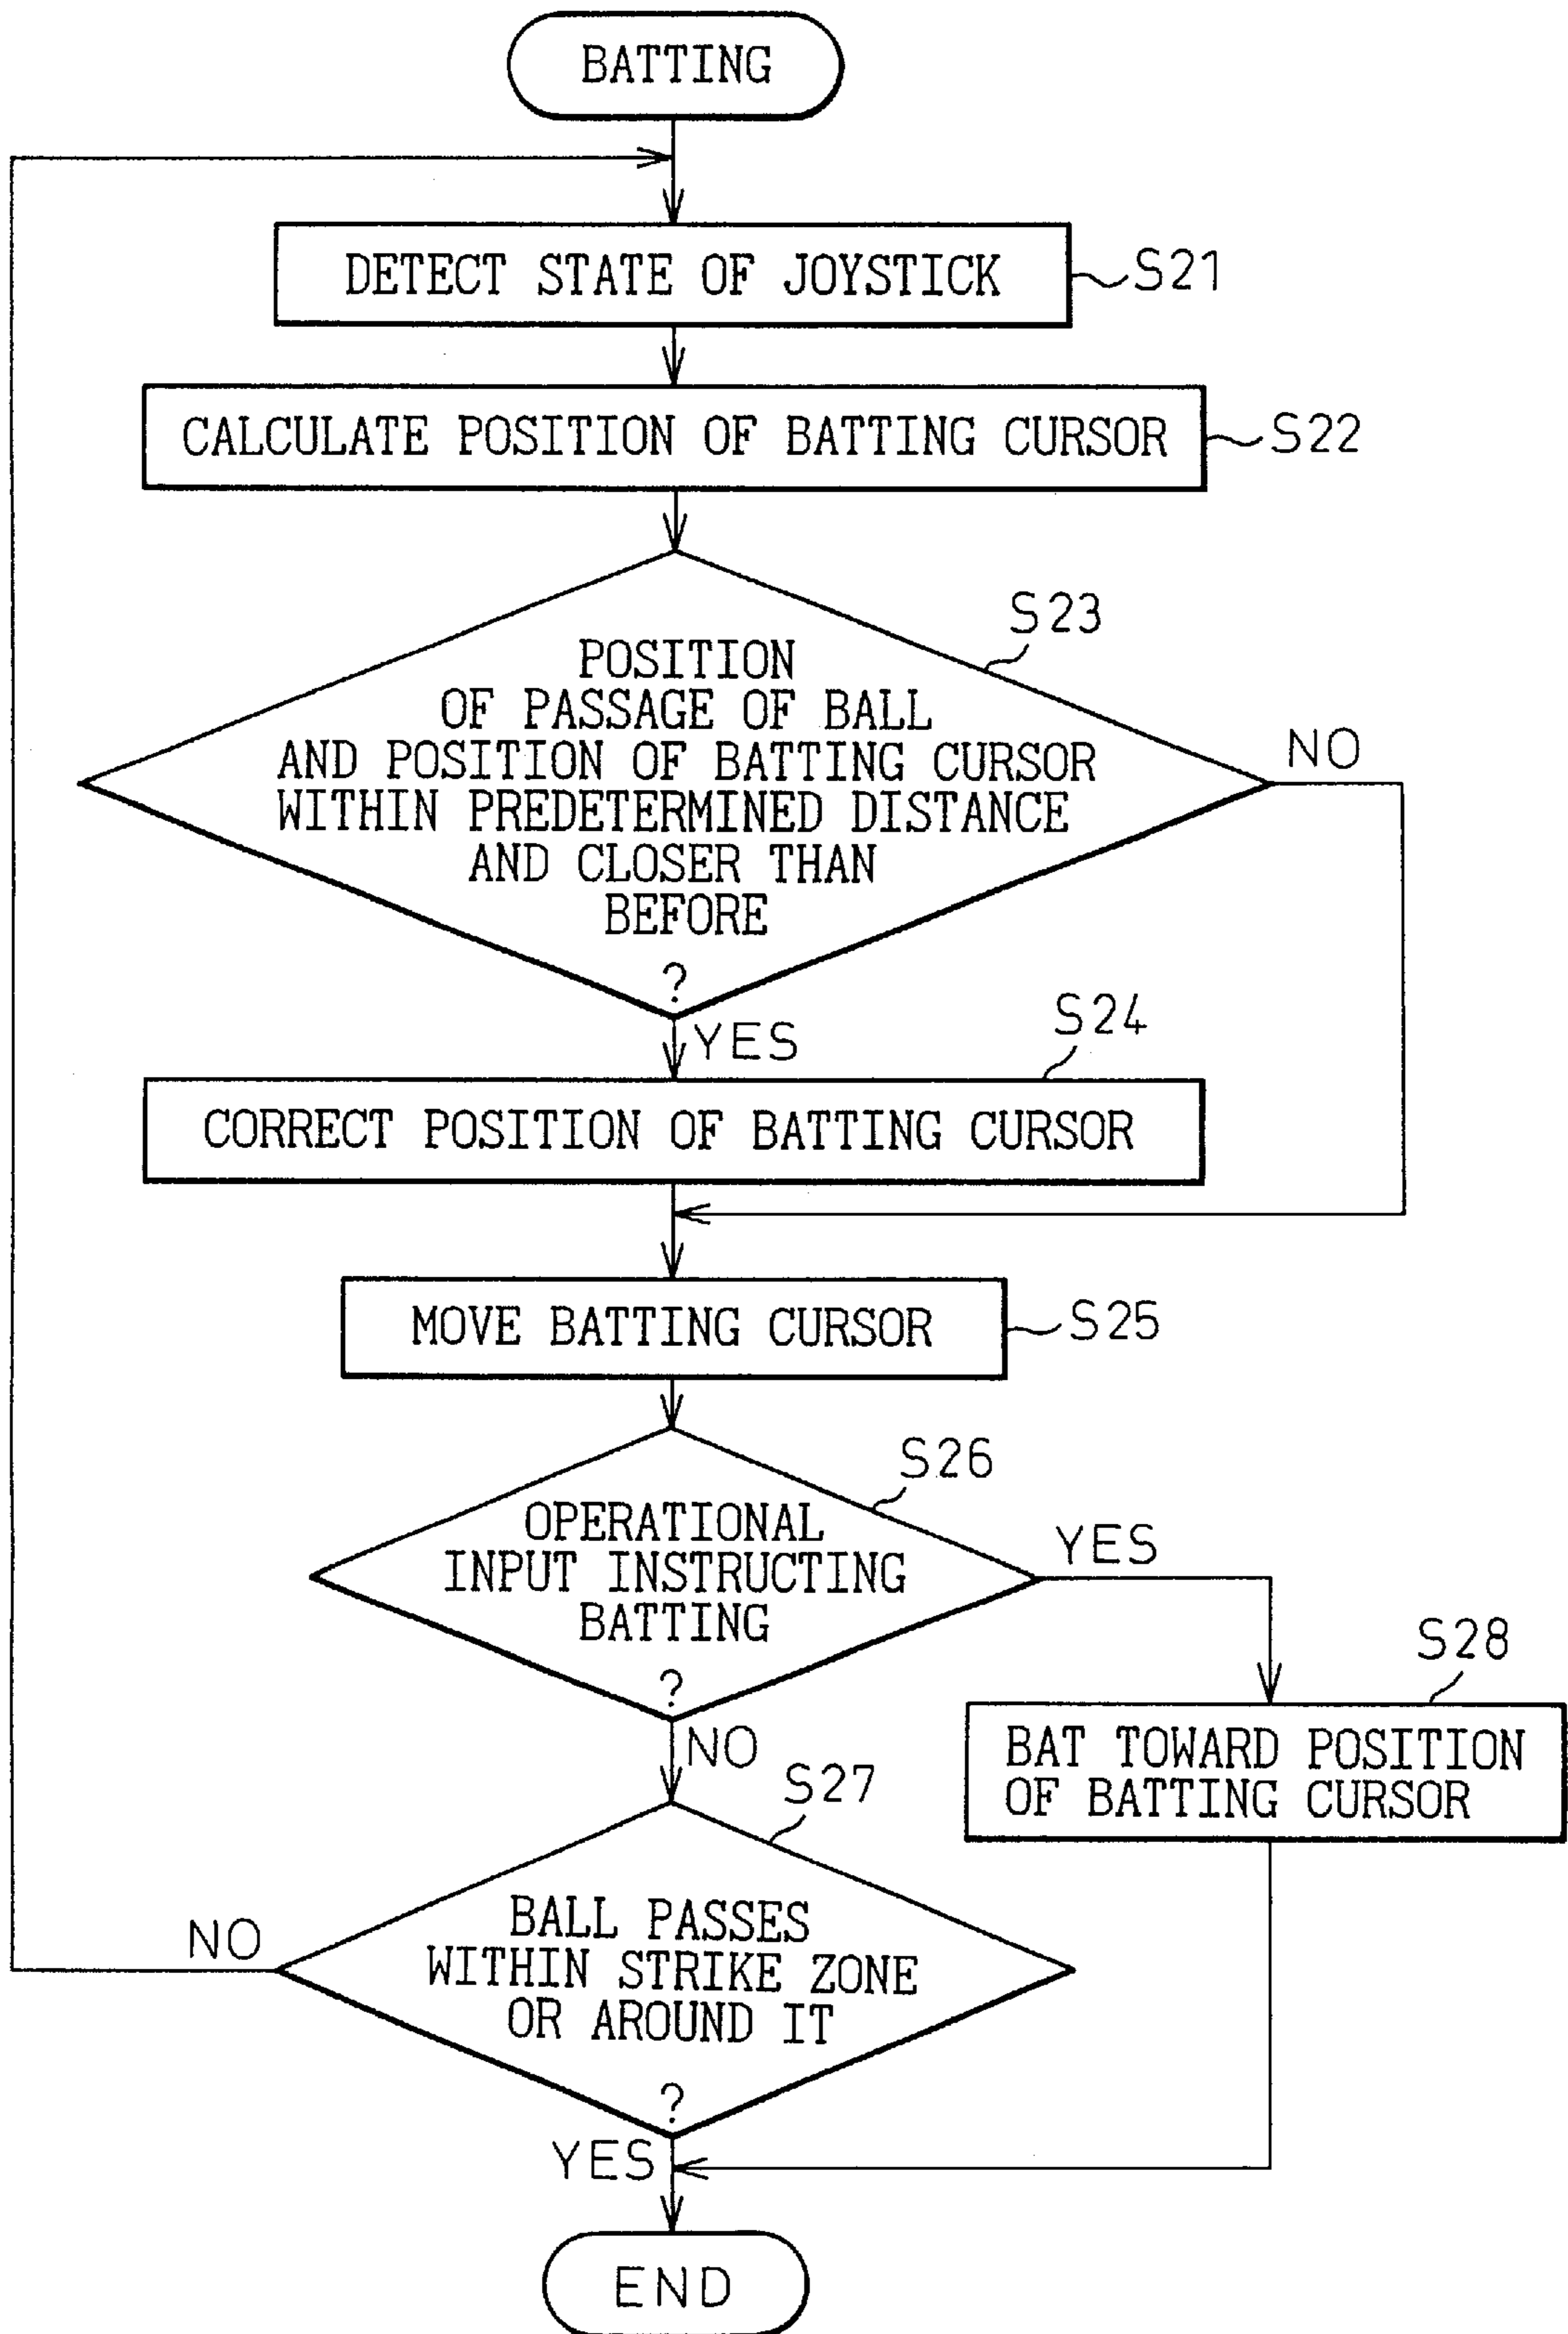 BATTING
DETECT STATE OF JOYSTICK
S21
CALCULATE POSITION OF BATTING CURSOR
S22
S23
POSITION
OF PASSAGE OF BALL
AND POSITION OF BATTING CURSOR
WITHIN PREDETERMINED DISTANCE
AND CLOSER THAN
BEFORE
?
NO
YES
S24
CORRECT POSITION OF BATTING CURSOR
MOVE BATTING CURSOR
S25
S26
OPERATIONAL
INPUT INSTRUCTING
BATTING
?
YES
NO
S28
BAT TOWARD POSITION
OF BATTING CURSOR
S27
BALL PASSES
WITHIN STRIKE ZONE
OR AROUND IT
?
NO
YES
END